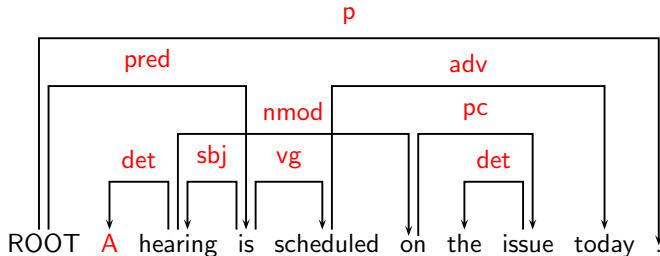 p
pred adv
nmod pc
det sbj vg det
ROOT A hearing is scheduled on the issue today .